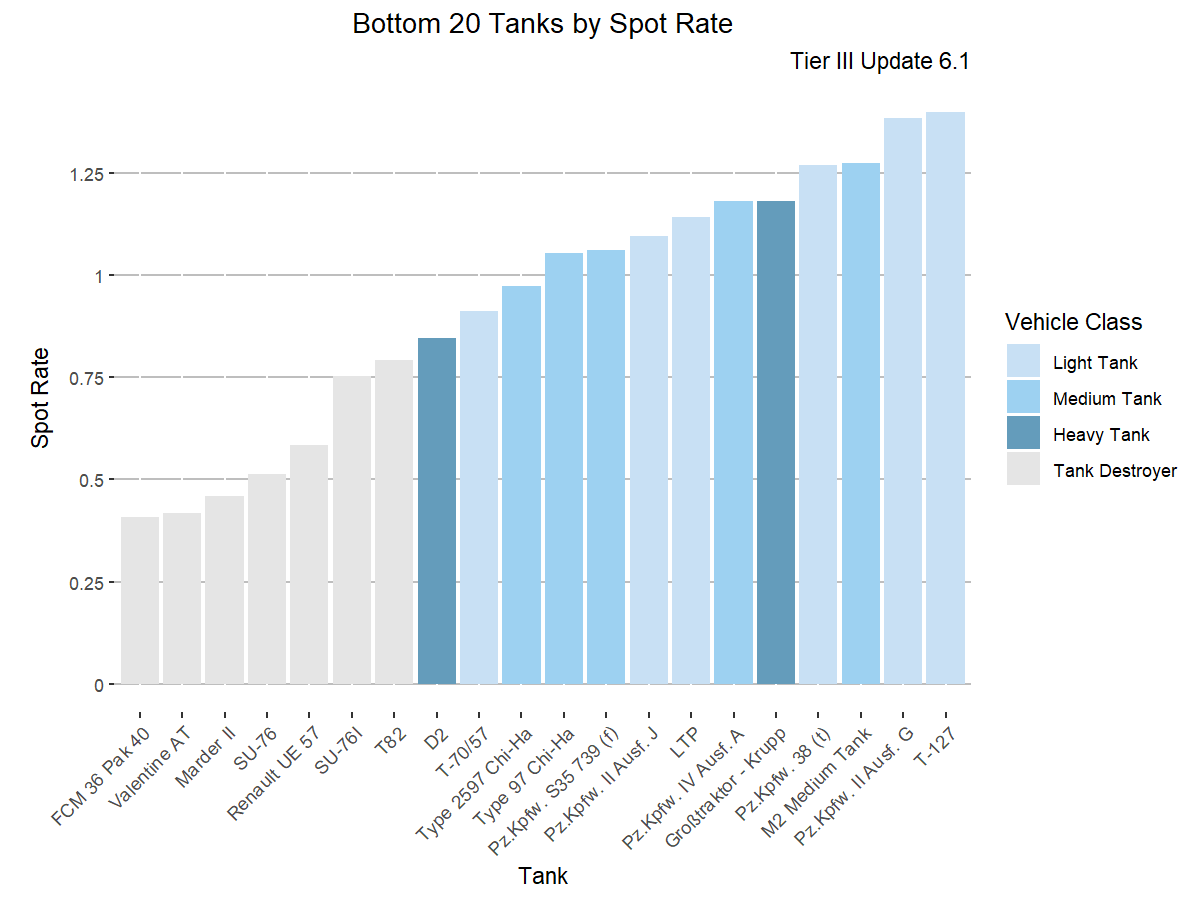 Bottom 20 Tanks by Spot Rate
Tier III Update 6.1
1.25
1
0.75
0.5
0.25
0
Spot Rate
FCM 36 Pak 40
Valentine AT
Marder II
SU-76
Renault UE 57
SU-76I
T82
D2
T-70/57
Type 2597 Chi-Ha
Type 97 Chi-Ha
Pz.Kpfw. S35 739 (f)
Pz.Kpfw. II Ausf. J
LTP
Pz.Kpfw. IV Ausf. A
Großtraktor - Krupp
Pz.Kpfw. 38 (t)
M2 Medium Tank
Pz.Kpfw. II Ausf. G
T-127
Tank
Vehicle Class
Light Tank
Medium Tank
Heavy Tank
Tank Destroyer